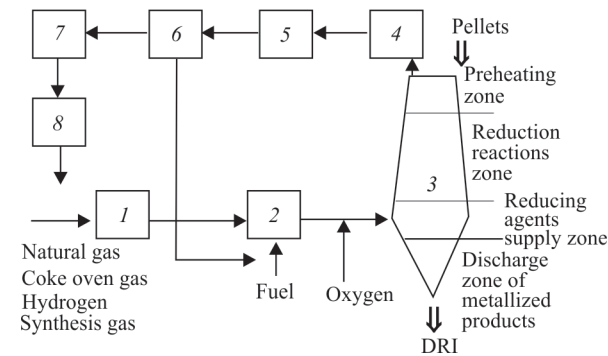 7
6
5
4
Pellets
Preheating
zone
8
Reduction
reactions
zone
3
Reducing
agents
supply zone
1
2
Natural gas
Coke oven gas
Hydrogen
Synthesis gas
Fuel
Oxygen
Discharge
zone of
metallized
products
DRI